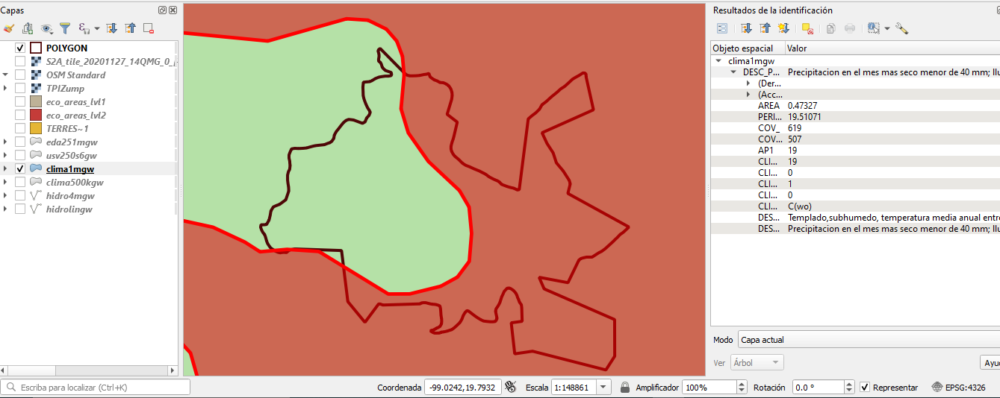 Capas
POLYGON
S2A_tile_20201127_14QMG_0_
OSM Standard
TPIZump
eco_areas_lvl1
eco_areas_lvl2
TERRES~1
eda251mgw
usv250s6gw
clima1mgw
clima500kgw
hidro4mgw
hidrolingw
Resultados de la identificación
Objeto espacial Valor
clima1mgw
DESC_P... Precipitacion en el mes mas seco menor de 40 mm; llu
(Der...
(Acc...
AREA 0.47327
PERI... 19.51071
COV_ 619
COV... 507
AP1 19
CLI... 19
CLI... 0
CLI... 1
CLI... 0
CLI... C(wo)
DES... Templado,subhumedo, temperatura media anual entre
DES... Precipitacion en el mes mas seco menor de 40 mm; llu
Modo Capa actual
Ver Árbol Ayu
Escriba para localizar (Ctrl+K) Coordenada -99.0242,19.7932 Escala 1:148861 Amplificador 100% Rotación 0.0 ° Representar EPSG:4326